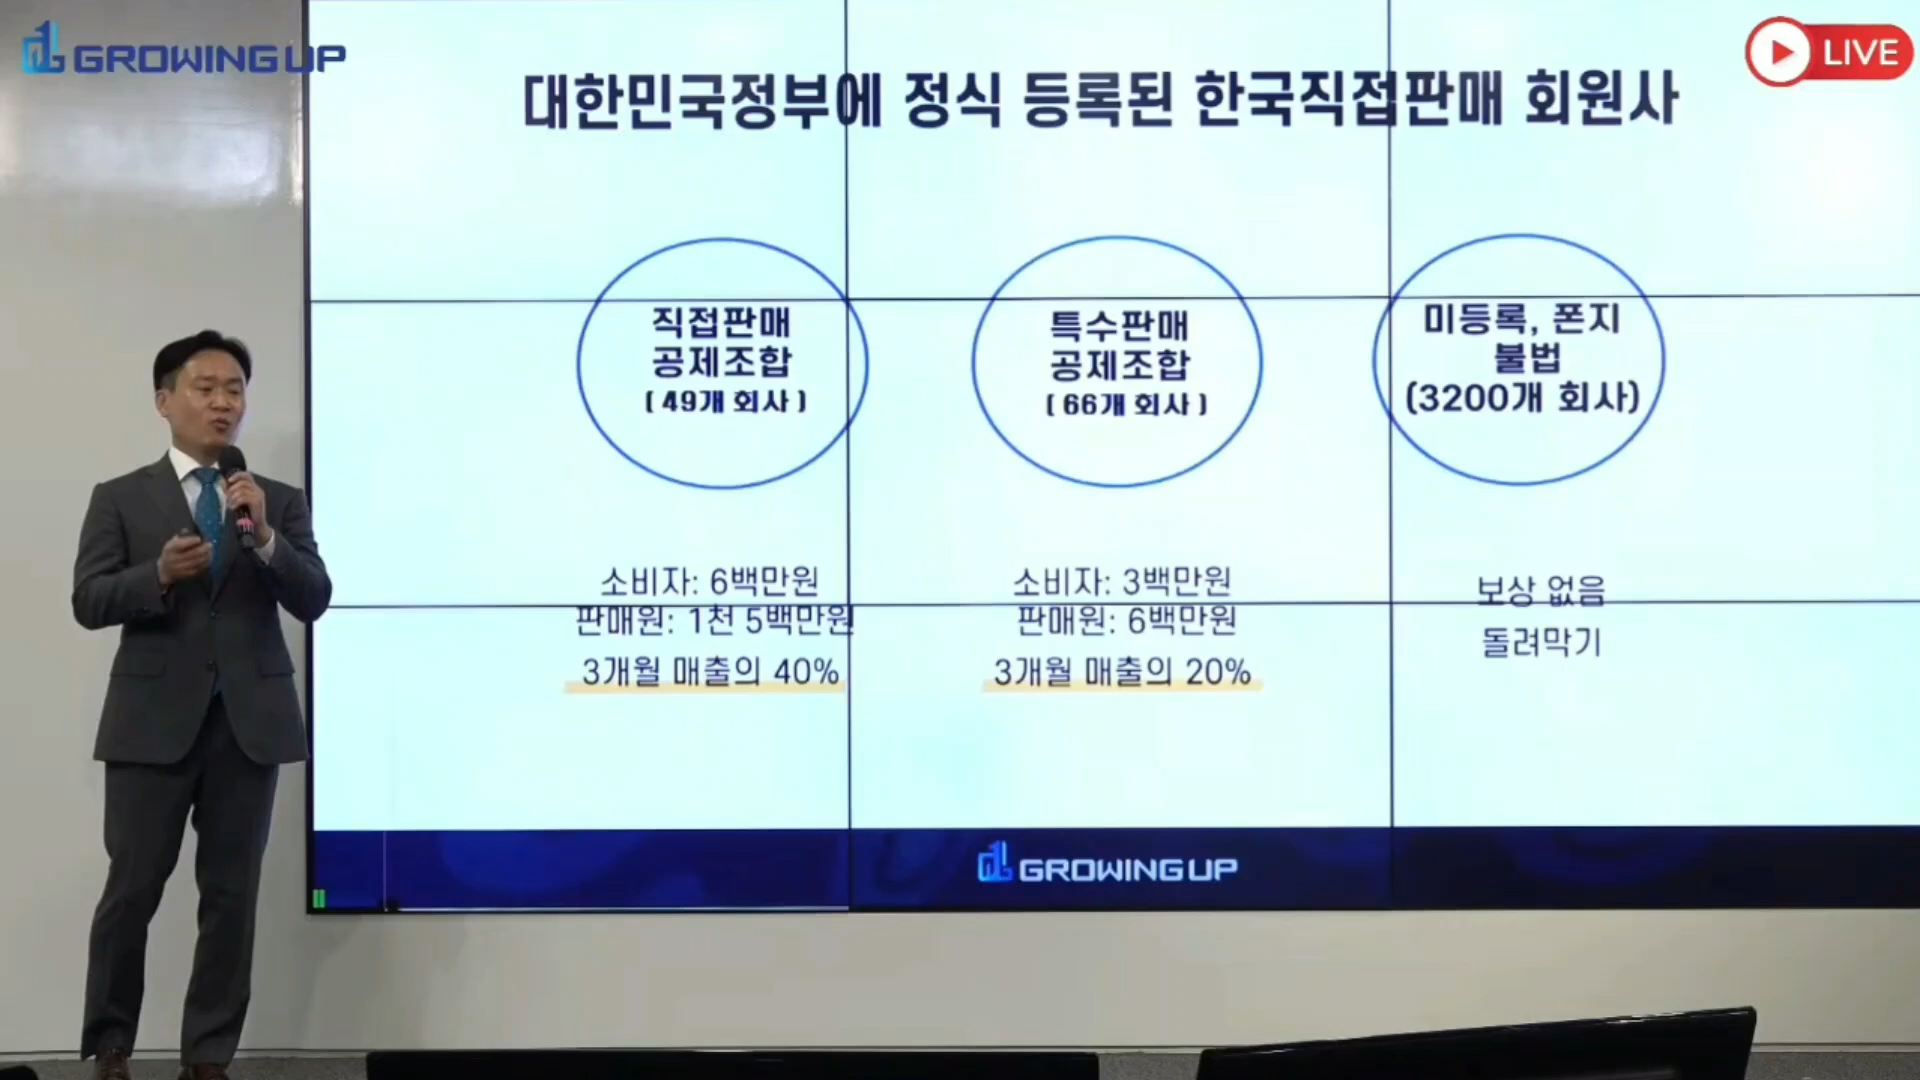 GROWING UP
LIVE
대한민국정부에 정식 등록된 한국직접판매 회원사
직접판매
공제조합
( 49개 회사 )
소비자: 6백만원
판매원: 1천 5백만원
3개월 매출의 40%
특수판매
공제조합
( 66개 회사 )
소비자: 3백만원
판매원: 6백만원
3개월 매출의 20%
미등록, 폰지
불법
(3200개 회사)
보상 없음
돌려막기
GROWING UP